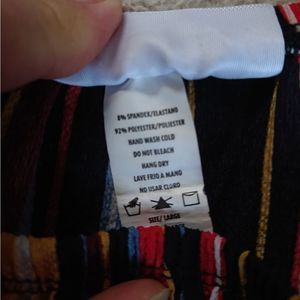 8% SPANDEX/ELASTANO
92% POLYESTER/POLIESTER
HAND WASH COLD
DO NOT BLEACH
HANG DRY
LAVE FRIO A MANO
NO USAR CLORO
SIZE/ LARGE